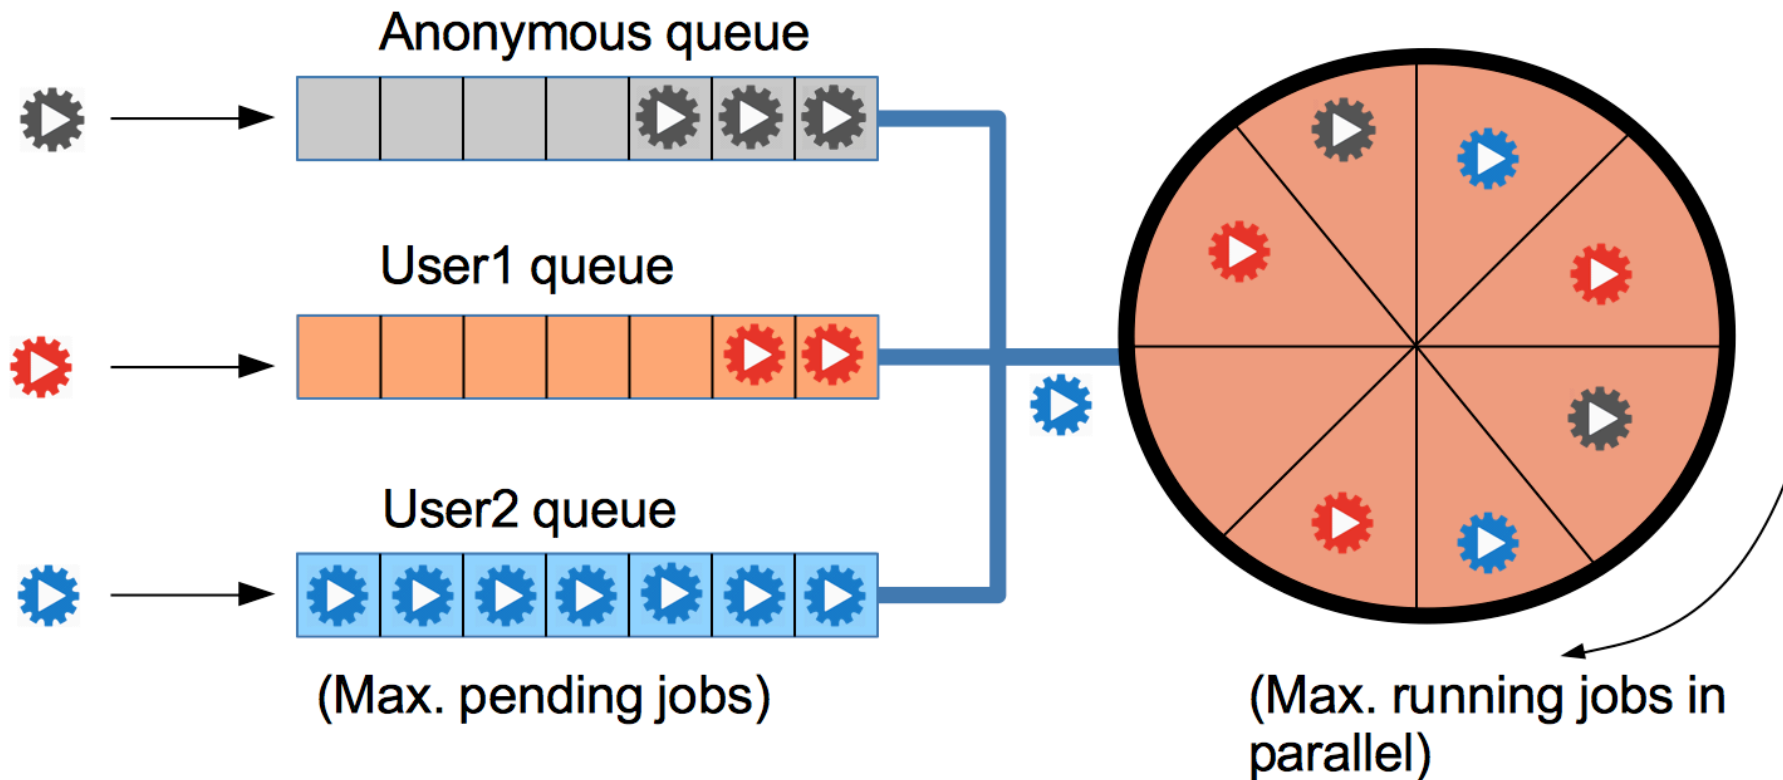 Anonymous queue
User1 queue
User2 queue
(Max. pending jobs)
(Max. running jobs in
parallel)